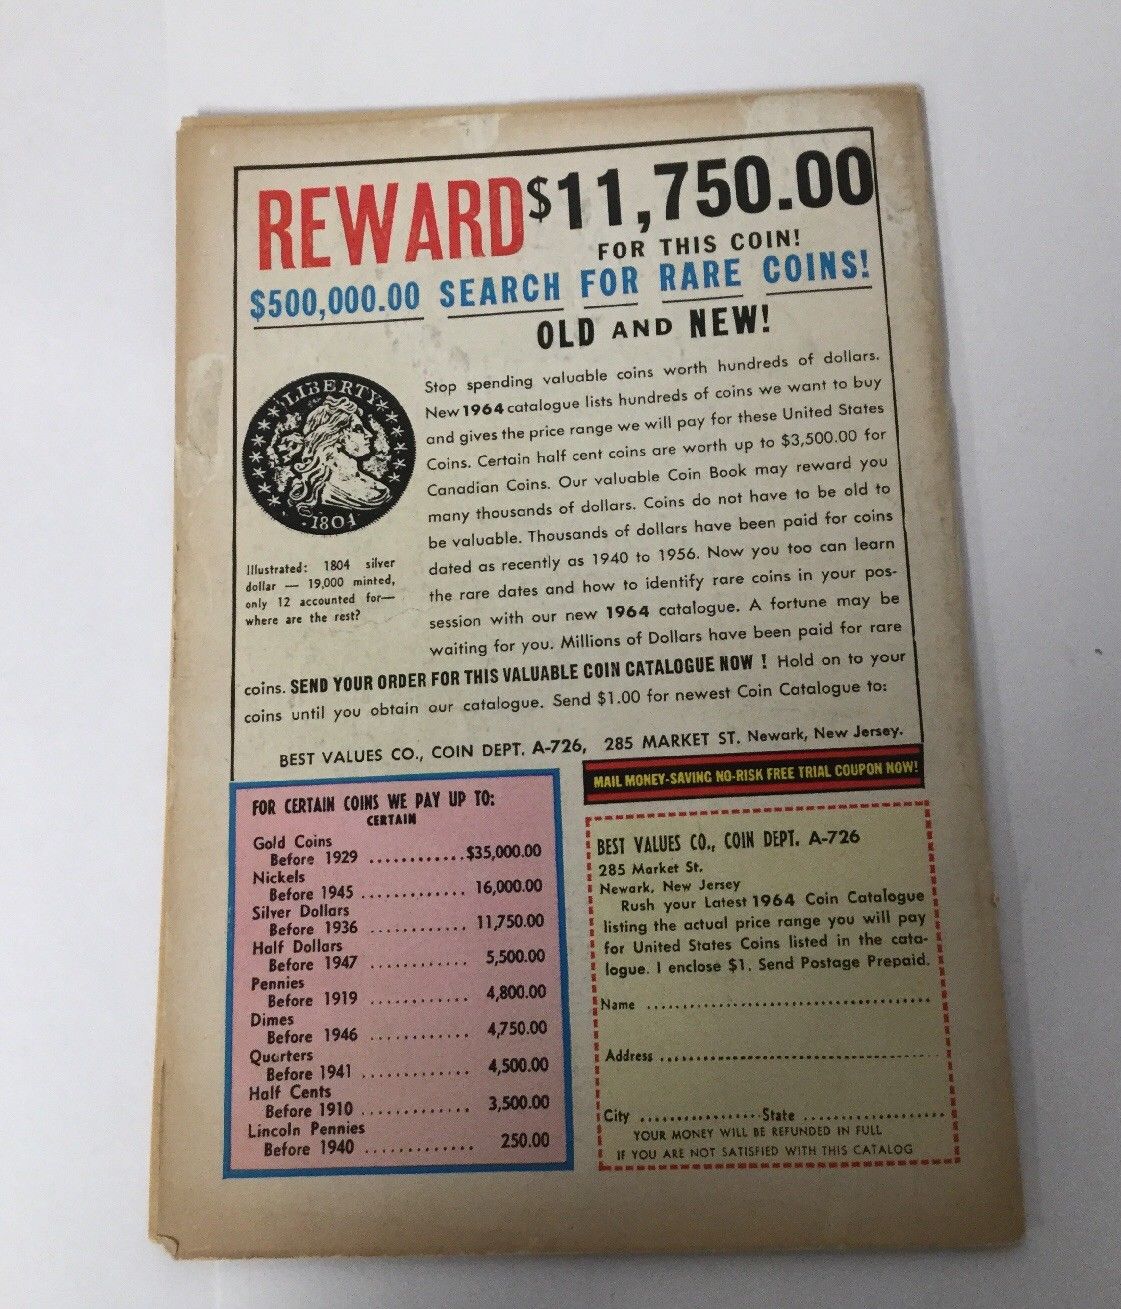 REWARD $11,750.00
FOR THIS COIN!
$500,000.00 SEARCH FOR RARE COINS!
OLD AND NEW!
LIBERTY
1804
Illustrated: 1804 silver
dollar — 19,000 minted,
only 12 accounted for—
where are the rest?
Stop spending valuable coins worth hundreds of dollars.
New 1964 catalogue lists hundreds of coins we want to buy
and gives the price range we will pay for these United States
Coins. Certain half cent coins are worth up to $3,500.00 for
Canadian Coins. Our valuable Coin Book may reward you
many thousands of dollars. Coins do not have to be old to
be valuable. Thousands of dollars have been paid for coins
dated as recently as 1940 to 1956. Now you too can learn
the rare dates and how to identify rare coins in your pos-
session with our new 1964 catalogue. A fortune may be
waiting for you. Millions of Dollars have been paid for rare
coins. SEND YOUR ORDER FOR THIS VALUABLE COIN CATALOGUE NOW ! Hold on to your
coins until you obtain our catalogue. Send $1.00 for newest Coin Catalogue to:
BEST VALUES CO., COIN DEPT. A-726, 285 MARKET ST. Newark, New Jersey.
FOR CERTAIN COINS WE PAY UP TO:
CERTAIN
Gold Coins
Before 1929 ............$35,000.00
Nickels
Before 1945 ............ 16,000.00
Silver Dollars
Before 1936 ............ 11,750.00
Half Dollars
Before 1947 ............ 5,500.00
Pennies
Before 1919 ............ 4,800.00
Dimes
Before 1946 ............ 4,750.00
Quarters
Before 1941 ............. 4,500.00
Half Cents
Before 1910 ............. 3,500.00
Lincoln Pennies
Before 1940 ............. 250.00
MAIL MONEY-SAVING NO-RISK FREE TRIAL COUPON NOW!
BEST VALUES CO., COIN DEPT. A-726
285 Market St.
Newark, New Jersey
Rush your Latest 1964 Coin Catalogue
listing the actual price range you will pay
for United States Coins listed in the cata-
logue. I enclose $1. Send Postage Prepaid.
Name ....................................
Address ....................................
City ................ State ..................
YOUR MONEY WILL BE REFUNDED IN FULL
IF YOU ARE NOT SATISFIED WITH THIS CATALOG